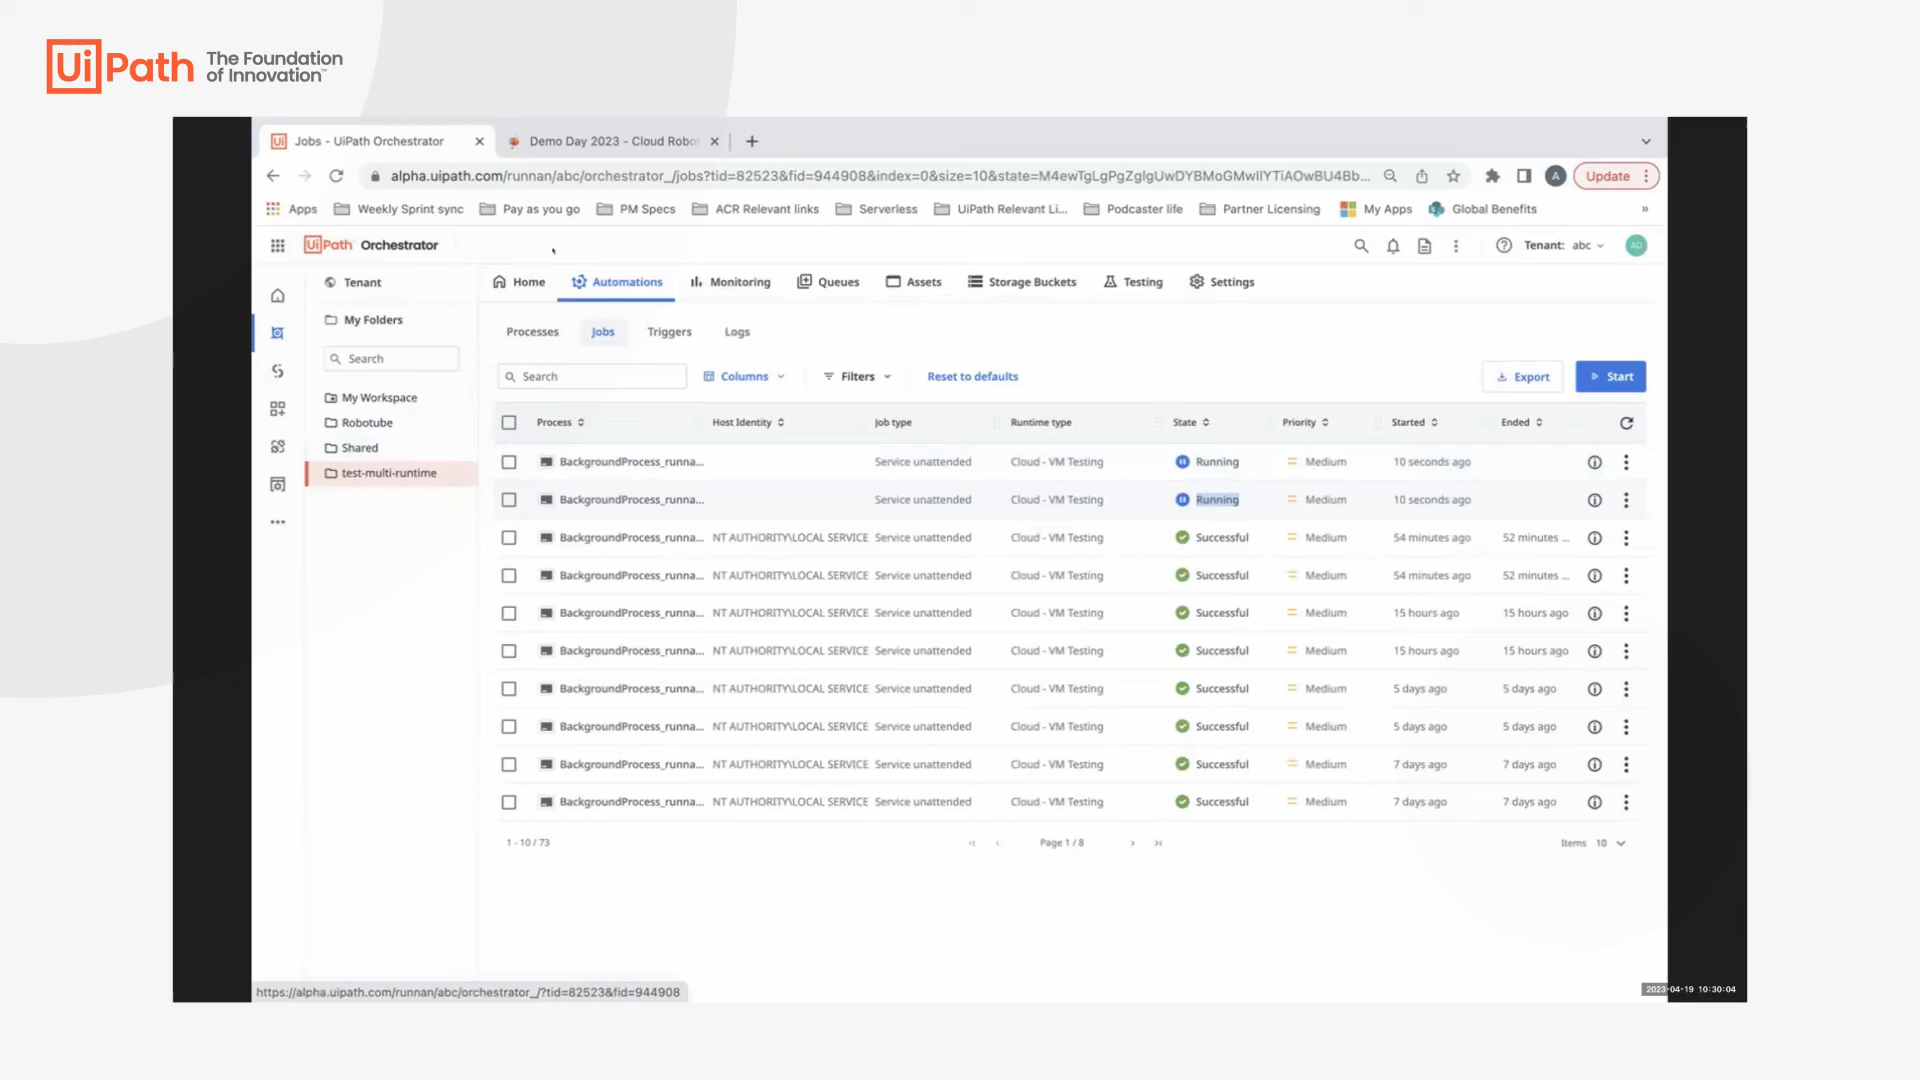 UiPath The Foundation of Innovation™
Jobs - UiPath Orchestrator
Demo Day 2023 - Cloud Robo
alpha.uipath.com/runnan/abc/orchestrator_/jobs?tid=82523&fid=944908&index=0&size=10&state=M4ewTgLgPgZglgUwDYBMoGMwIIYTiAOwBU4Bb...
A Update
Apps Weekly Sprint sync Pay as you go PM Specs ACR Relevant links Serverless UiPath Relevant Li... Podcaster life Partner Licensing My Apps Global Benefits »
UiPath Orchestrator
Tenant: abc AD
Tenant
My Folders
Search
My Workspace
Robotube
Shared
test-multi-runtime
Home Automations Monitoring Queues Assets Storage Buckets Testing Settings
Processes Jobs Triggers Logs
Search Columns Filters Reset to defaults Export Start
Process Host Identity Job type Runtime type State Priority Started Ended
BackgroundProcess_runna... Service unattended Cloud - VM Testing Running Medium 10 seconds ago
BackgroundProcess_runna... Service unattended Cloud - VM Testing Running Medium 10 seconds ago
BackgroundProcess_runna... NT AUTHORITY\LOCAL SERVICE Service unattended Cloud - VM Testing Successful Medium 54 minutes ago 52 minutes ...
BackgroundProcess_runna... NT AUTHORITY\LOCAL SERVICE Service unattended Cloud - VM Testing Successful Medium 54 minutes ago 52 minutes ...
BackgroundProcess_runna... NT AUTHORITY\LOCAL SERVICE Service unattended Cloud - VM Testing Successful Medium 15 hours ago 15 hours ago
BackgroundProcess_runna... NT AUTHORITY\LOCAL SERVICE Service unattended Cloud - VM Testing Successful Medium 15 hours ago 15 hours ago
BackgroundProcess_runna... NT AUTHORITY\LOCAL SERVICE Service unattended Cloud - VM Testing Successful Medium 5 days ago 5 days ago
BackgroundProcess_runna... NT AUTHORITY\LOCAL SERVICE Service unattended Cloud - VM Testing Successful Medium 5 days ago 5 days ago
BackgroundProcess_runna... NT AUTHORITY\LOCAL SERVICE Service unattended Cloud - VM Testing Successful Medium 7 days ago 7 days ago
BackgroundProcess_runna... NT AUTHORITY\LOCAL SERVICE Service unattended Cloud - VM Testing Successful Medium 7 days ago 7 days ago
1 - 10 / 73 Page 1 / 8 Items 10
https://alpha.uipath.com/runnan/abc/orchestrator_/?tid=82523&fid=944908
2023-04-19 10:30:04